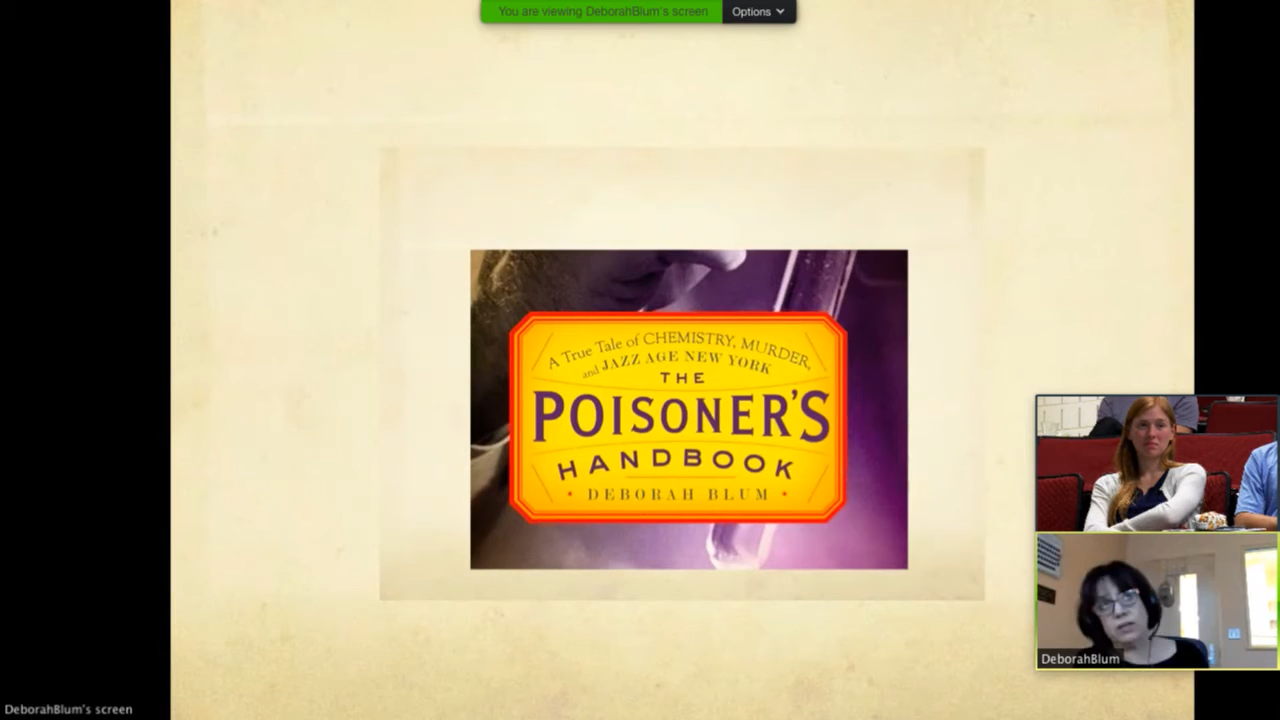 You are viewing DeborahBlum's screen
Options
A True Tale of CHEMISTRY, MURDER,
and JAZZ AGE NEW YORK
THE
POISONER'S
HANDBOOK
• DEBORAH BLUM •
DeborahBlum
DeborahBlum's screen